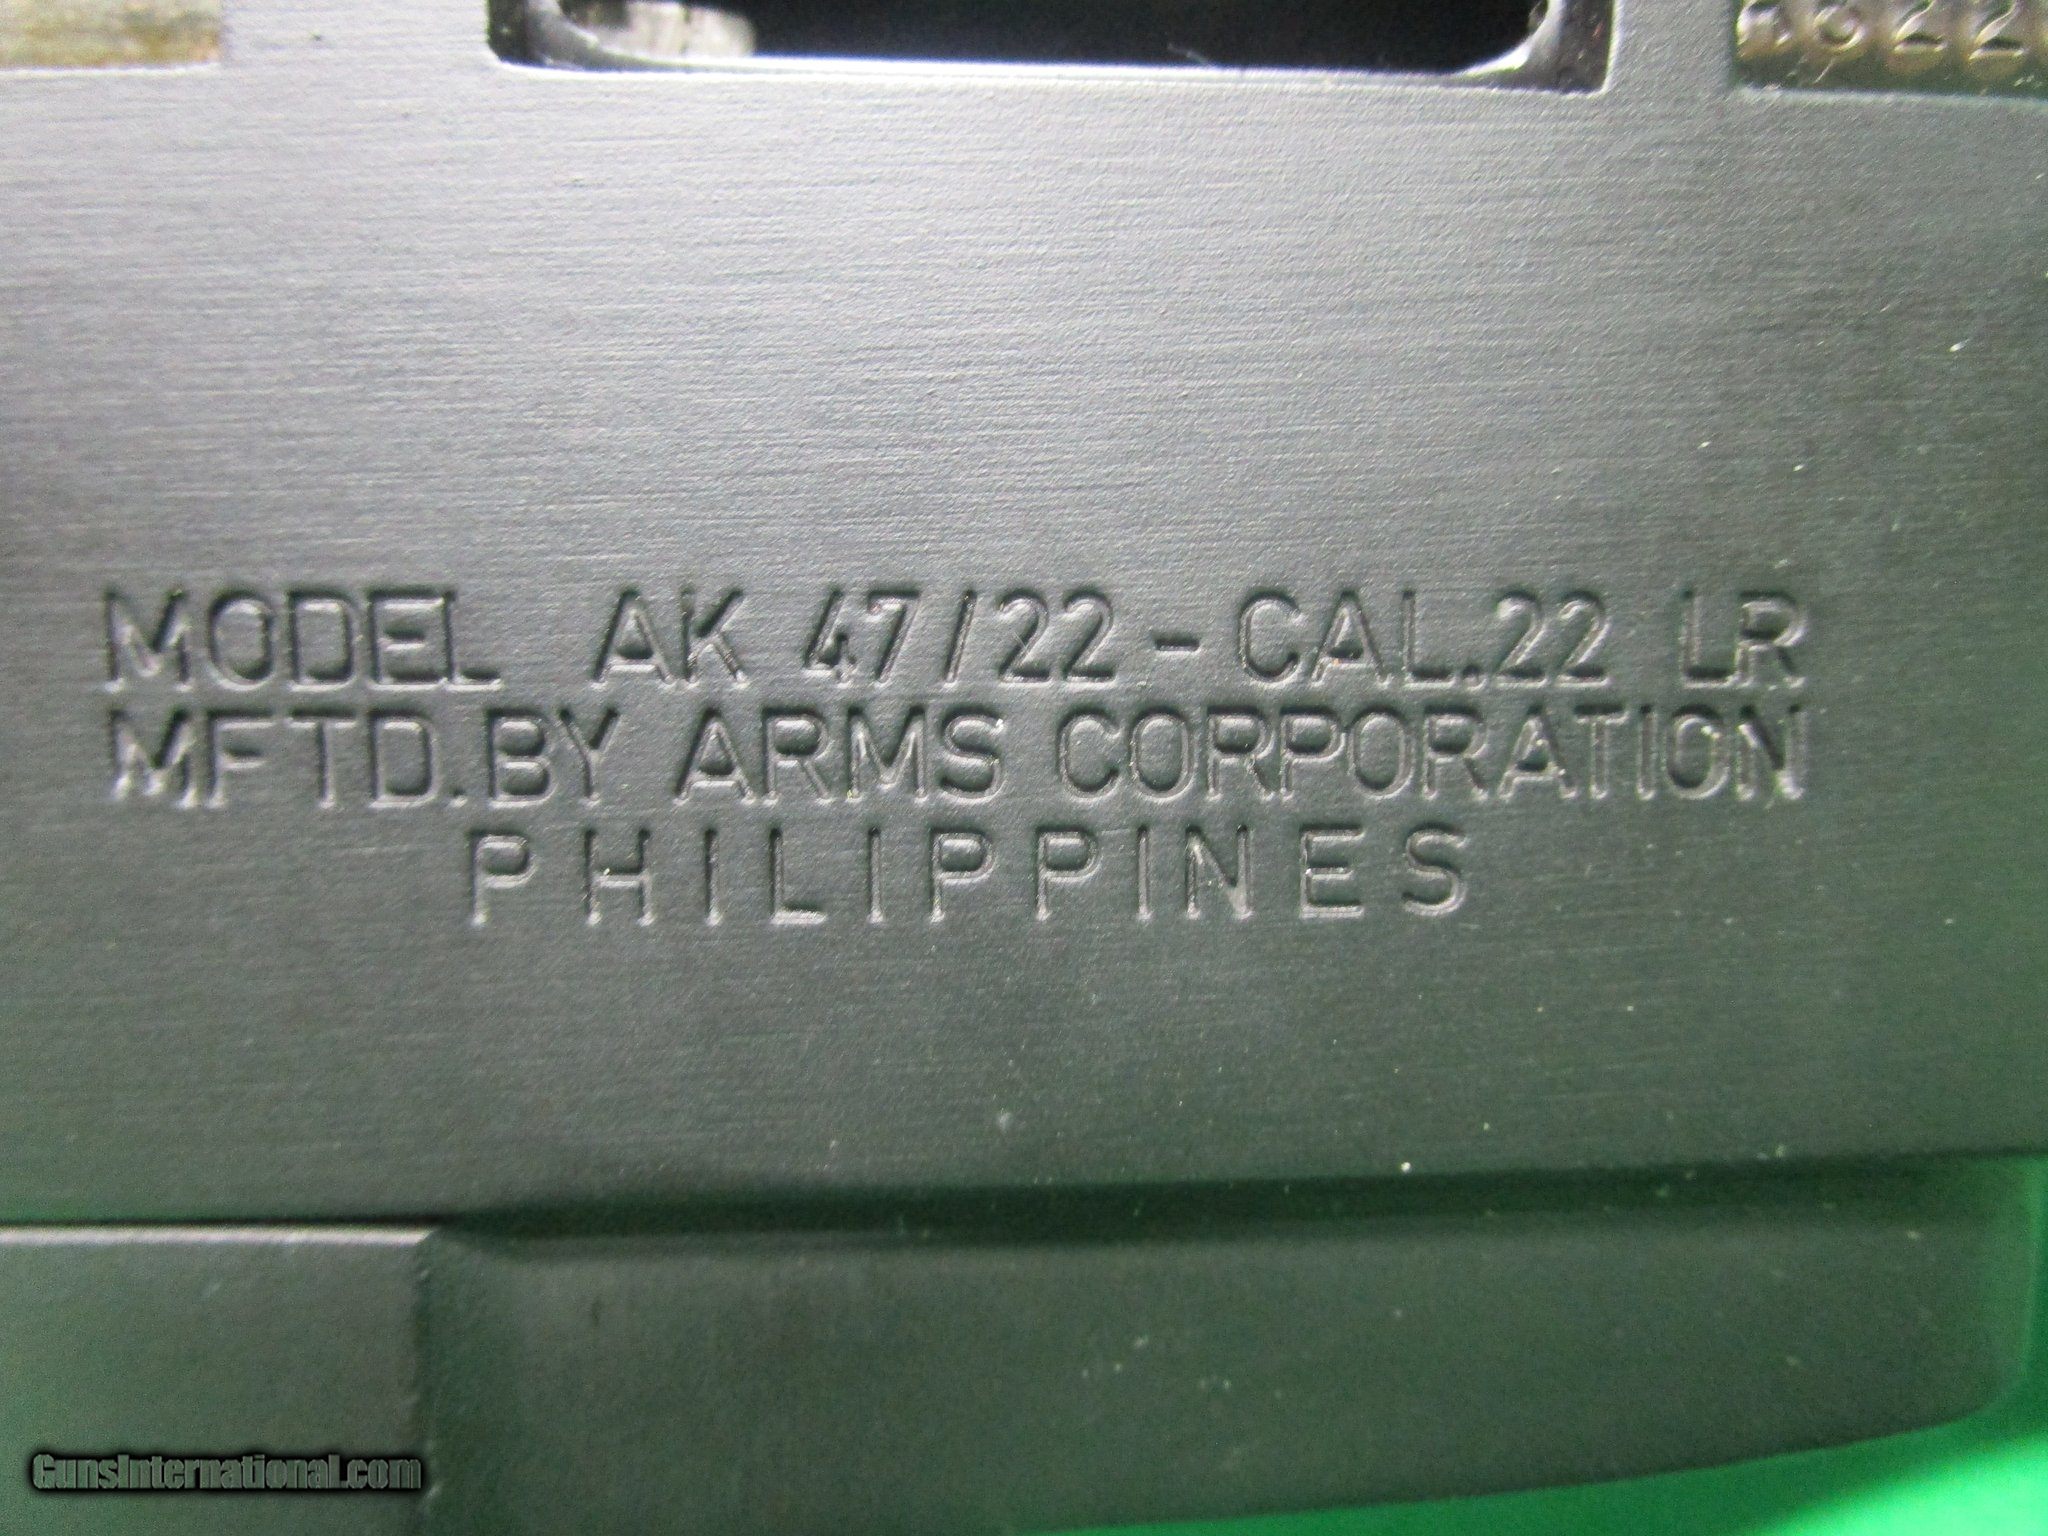 MODEL AK 47/22 - CAL.22 LR
MFTD.BY ARMS CORPORATION
PHILIPPINES
GunsInternational.com